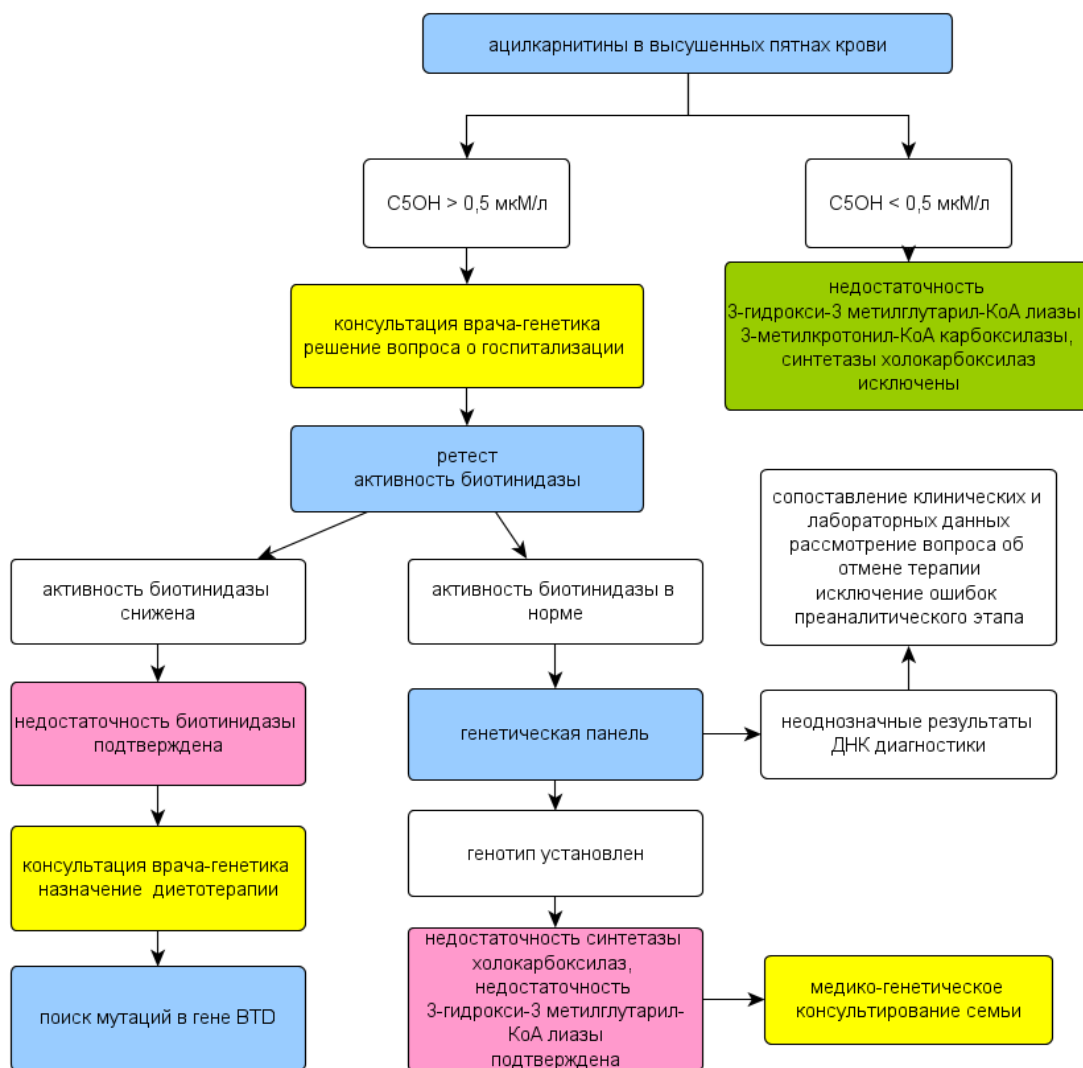 ацилкарнитины в высушенных пятнах крови
C5OH > 0,5 мкМ/л
C5OH < 0,5 мкМ/л
консультация врача-генетика
решение вопроса о госпитализации
недостаточность
3-гидрокси-3 метилглутарил-КоА лиазы
3-метилкротонил-КоА карбоксилазы,
синтетазы холокарбоксилаз
исключены
ретест
активность биотинидазы
сопоставление клинических и
лабораторных данных
рассмотрение вопроса об
отмене терапии
исключение ошибок
преаналитического этапа
активность биотинидазы
снижена
активность биотинидазы в
норме
недостаточность биотинидазы
подтверждена
генетическая панель
неоднозначные результаты
ДНК диагностики
консультация врача-генетика
назначение диетотерапии
генотип установлен
поиск мутаций в гене BTD
недостаточность синтетазы
холокарбоксилаз,
недостаточность
3-гидрокси-3 метилглутарил-
КоА лиазы
подтверждена
медико-генетическое
консультирование семьи